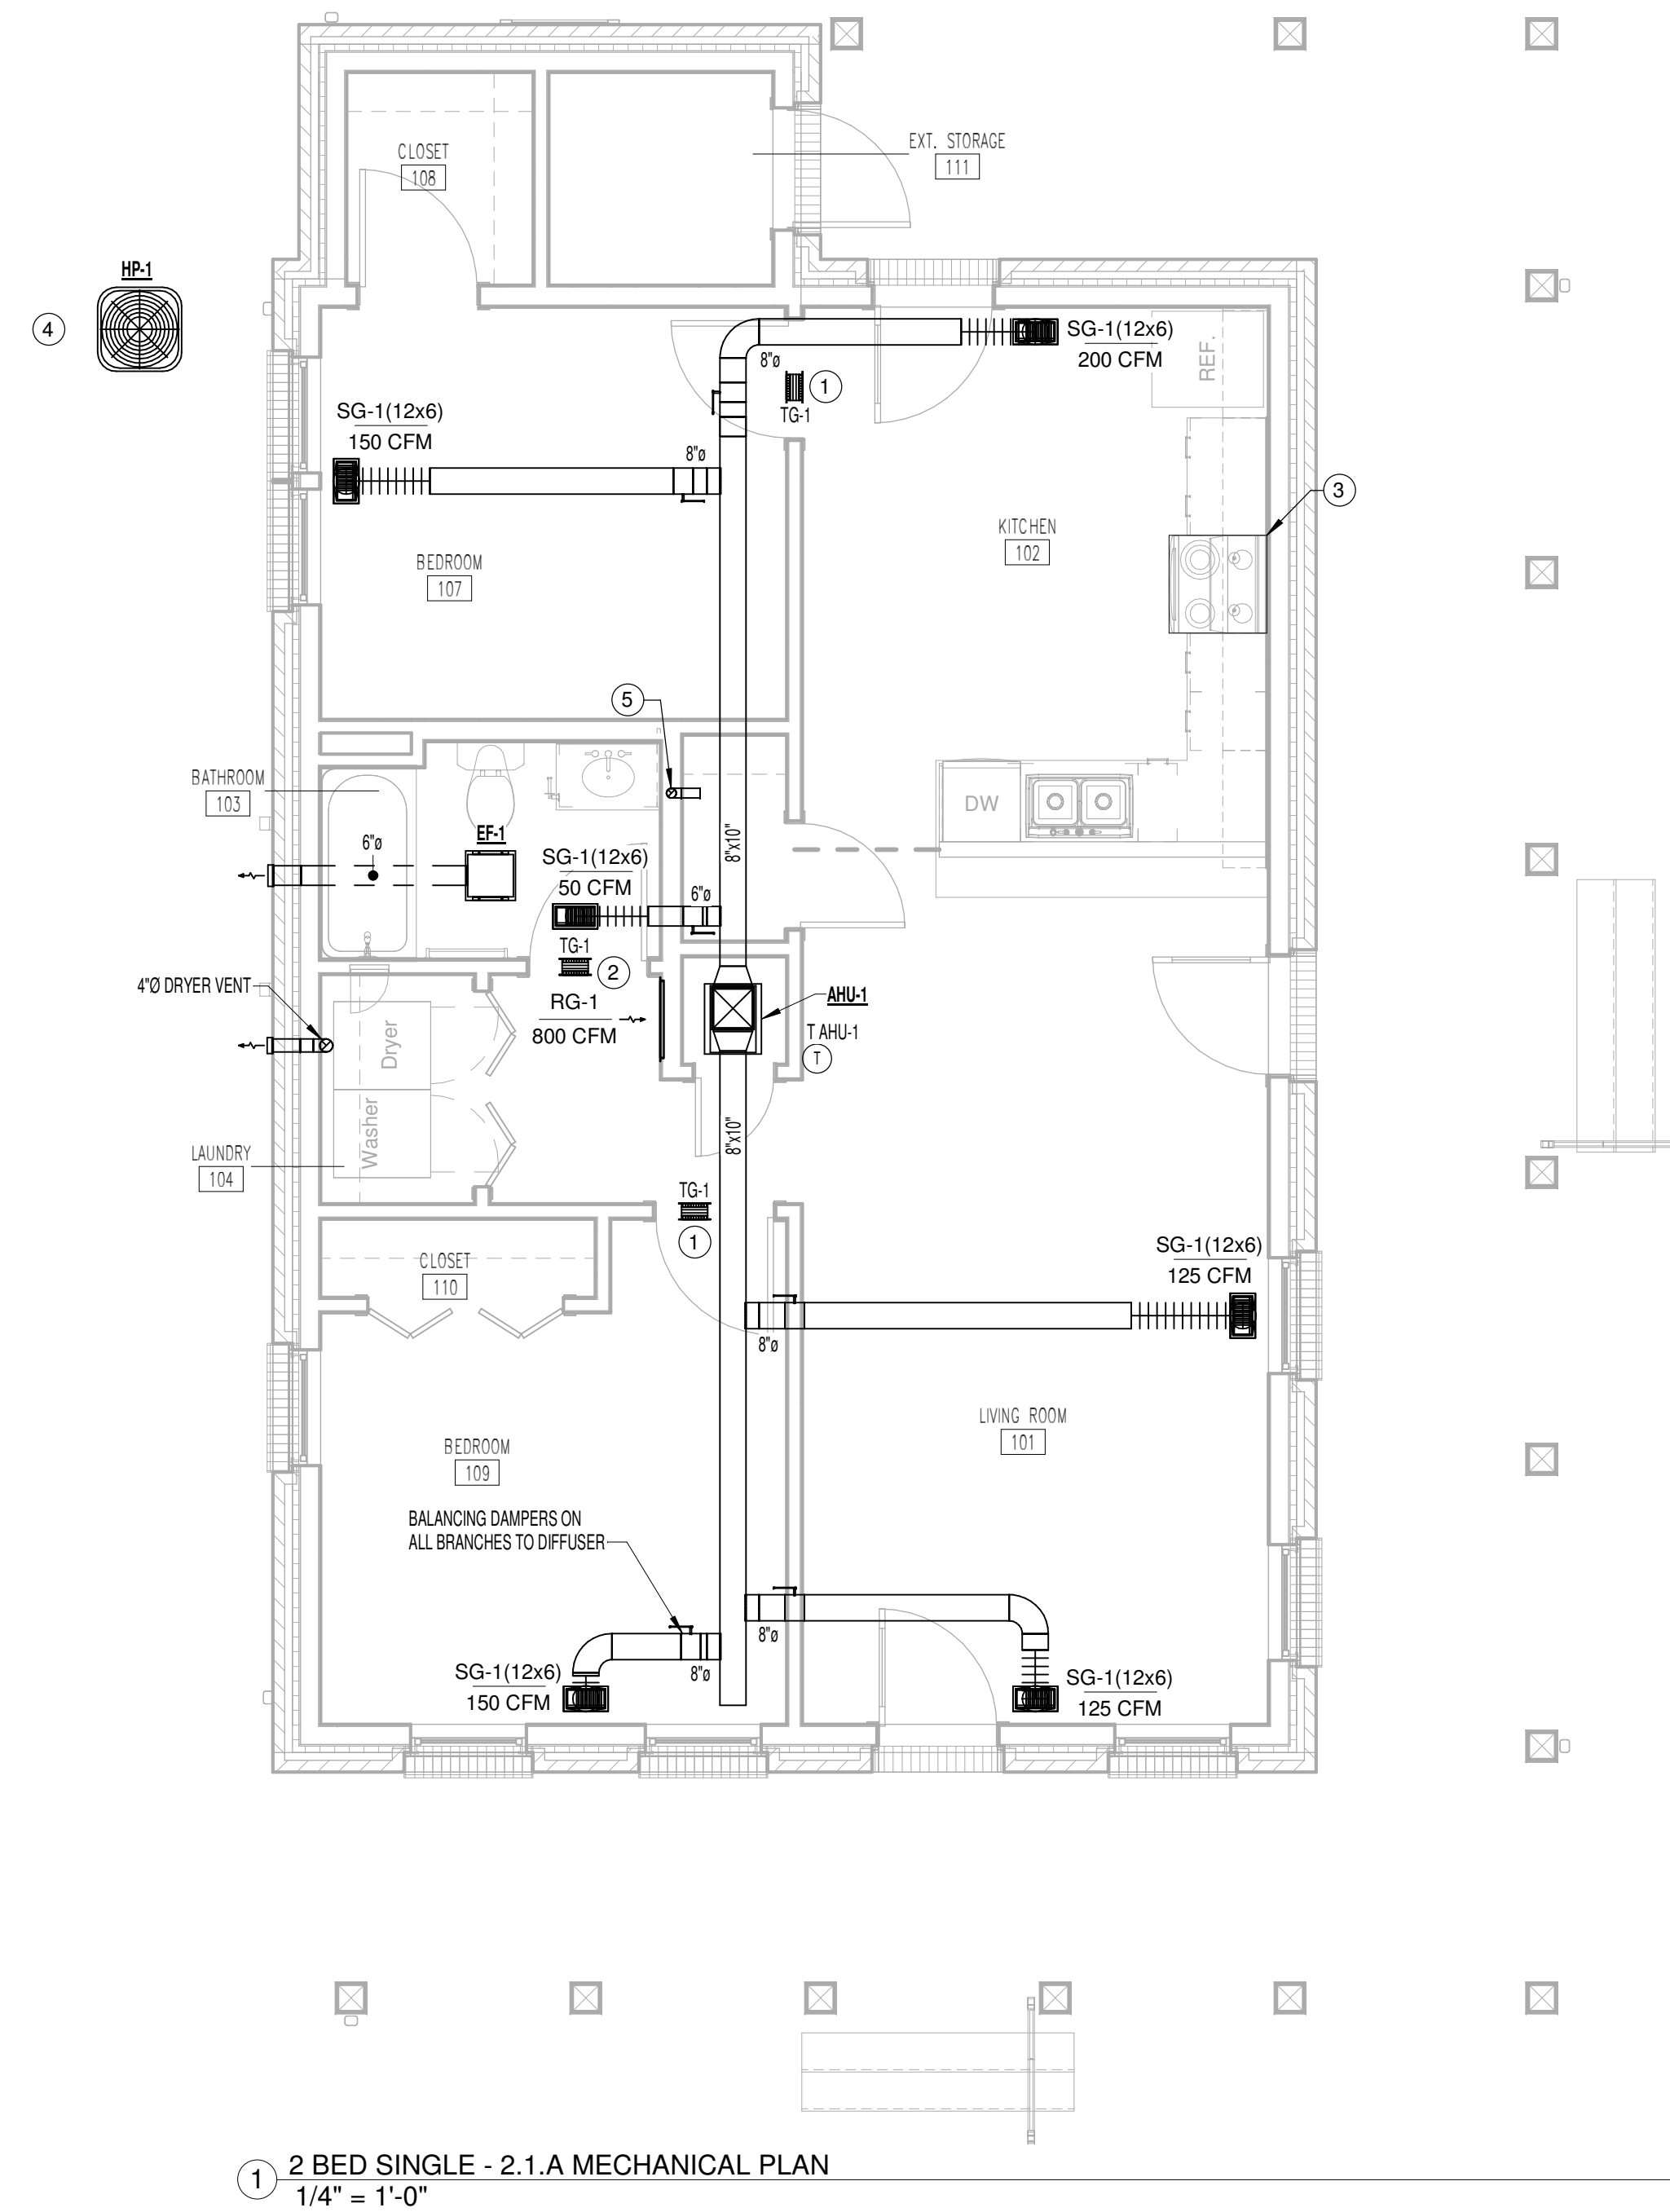 EXT. STORAGE
111
CLOSET
108
HP-1
4
SG-1(12x6)
200 CFM
REF.
8"ø
1
TG-1
SG-1(12x6)
150 CFM
8"ø
3
KITCHEN
102
BEDROOM
107
5
BATHROOM
103
DW
6"ø
EF-1
8"x10"
SG-1(12x6)
50 CFM
6"ø
TG-1
2
4"Ø DRYER VENT
RG-1
800 CFM
AHU-1
T AHU-1
T
Dryer
Washer
8"x10"
LAUNDRY
104
TG-1
1
CLOSET
110
SG-1(12x6)
125 CFM
8"ø
LIVING ROOM
101
BEDROOM
109
BALANCING DAMPERS ON
ALL BRANCHES TO DIFFUSER
8"ø
SG-1(12x6)
150 CFM
8"ø
SG-1(12x6)
125 CFM
1
2 BED SINGLE - 2.1.A MECHANICAL PLAN
1/4" = 1'-0"